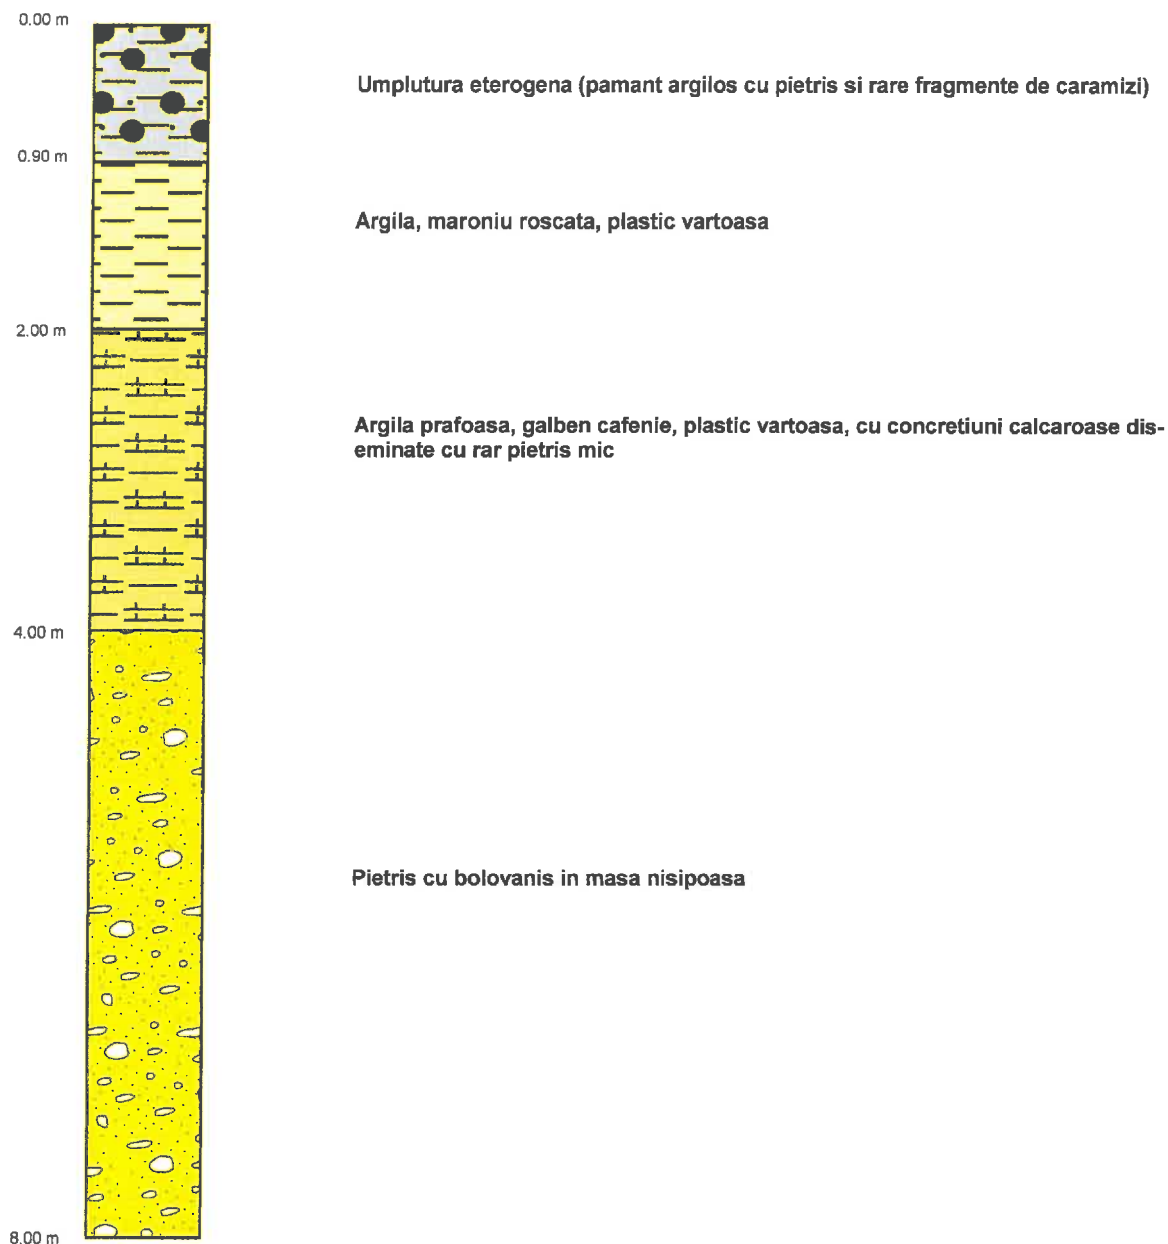 0.00 m
Umplutura eterogena (pamant argilos cu pietris si rare fragmente de caramizi)
0.90 m
Argila, maroniu roscata, plastic vartoasa
2.00 m
Argila prafoasa, galben cafenie, plastic vartoasa, cu concretiuni calcaroase dis-
eminate cu rar pietris mic
4.00 m
Pietris cu bolovanis in masa nisipoasa
8.00 m